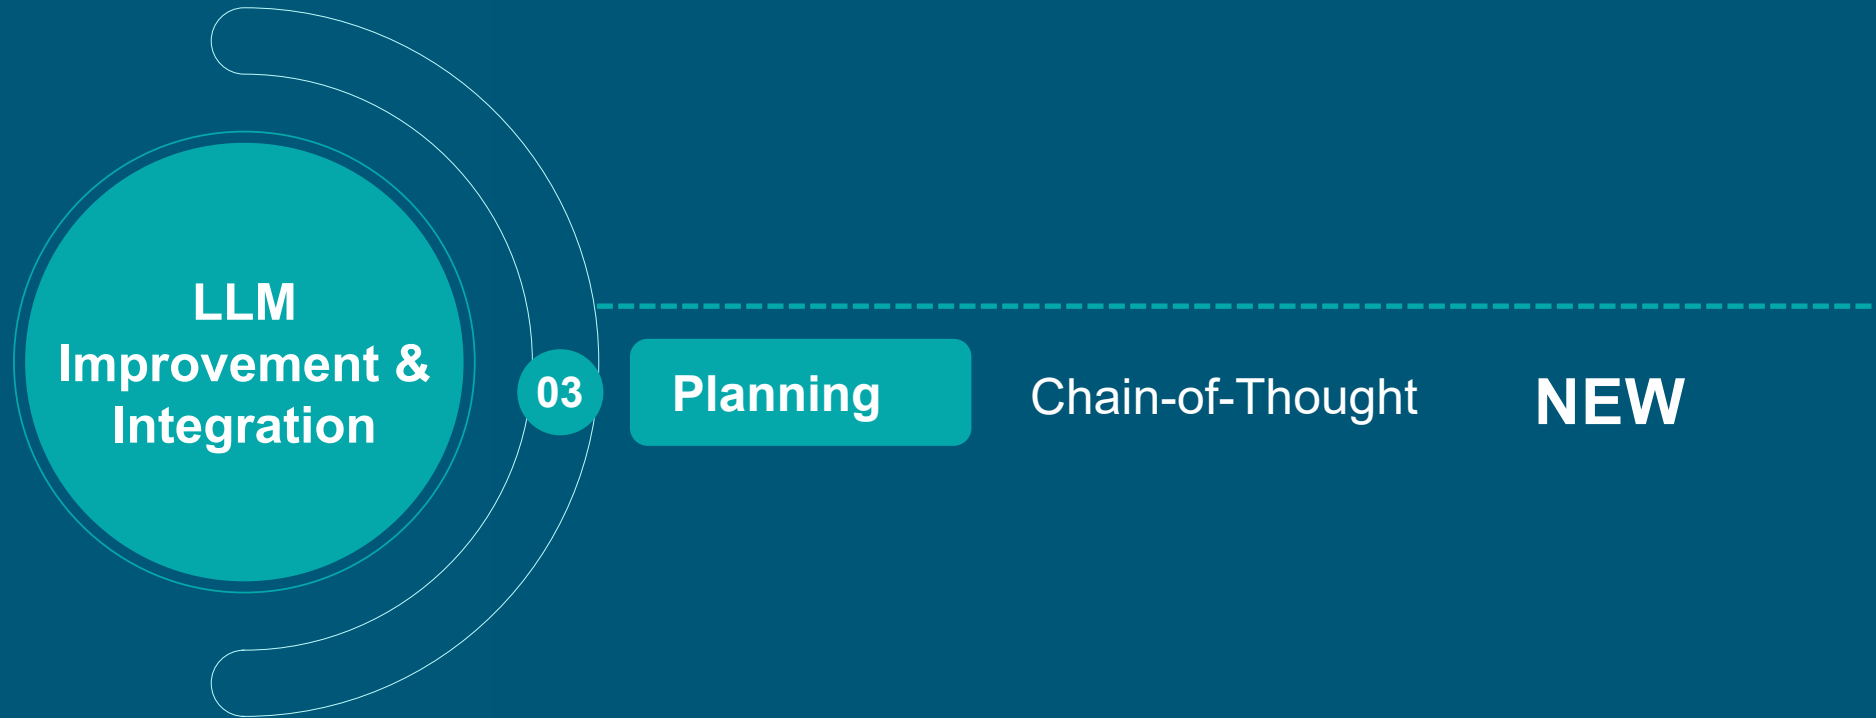 LLM
Improvement &
Integration
03
Planning
Chain-of-Thought
NEW